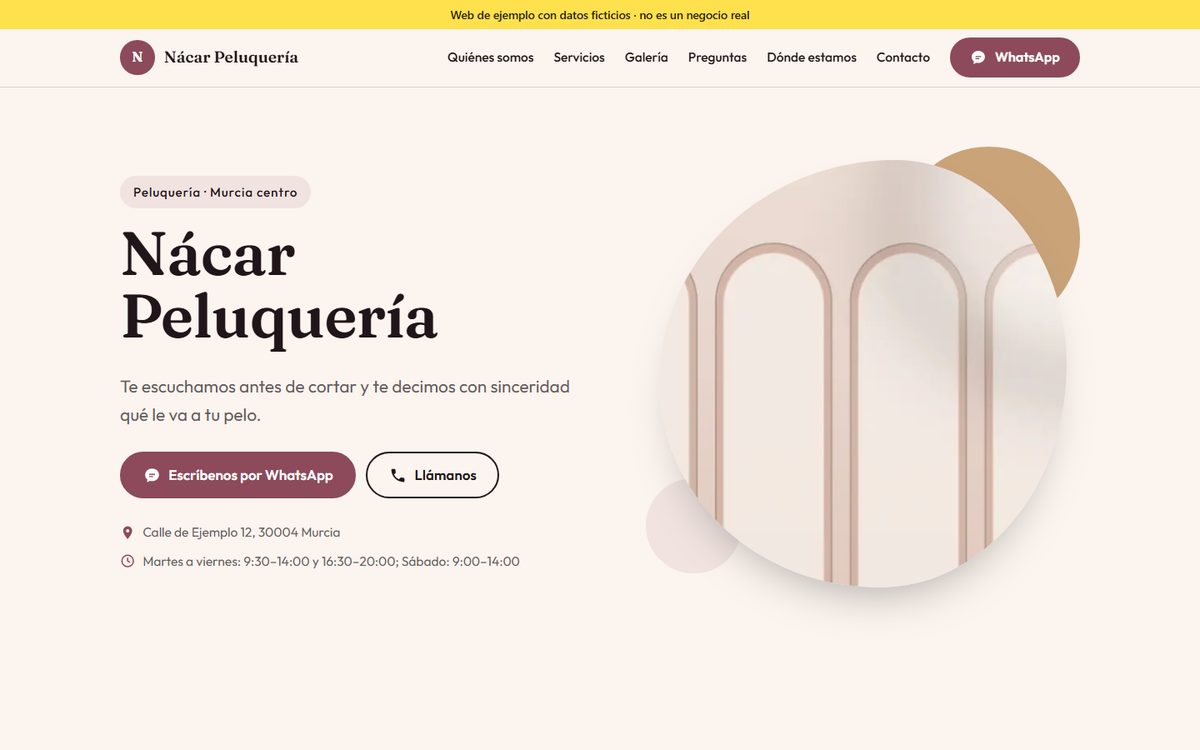 Web de ejemplo con datos ficticios · no es un negocio real
N
Nácar Peluquería
Quiénes somos
Servicios
Galería
Preguntas
Dónde estamos
Contacto
WhatsApp
Peluquería · Murcia centro
Nácar
Peluquería
Te escuchamos antes de cortar y te decimos con sinceridad
qué le va a tu pelo.
Escríbenos por WhatsApp
Llámanos
Calle de Ejemplo 12, 30004 Murcia
Martes a viernes: 9:30–14:00 y 16:30–20:00; Sábado: 9:00–14:00